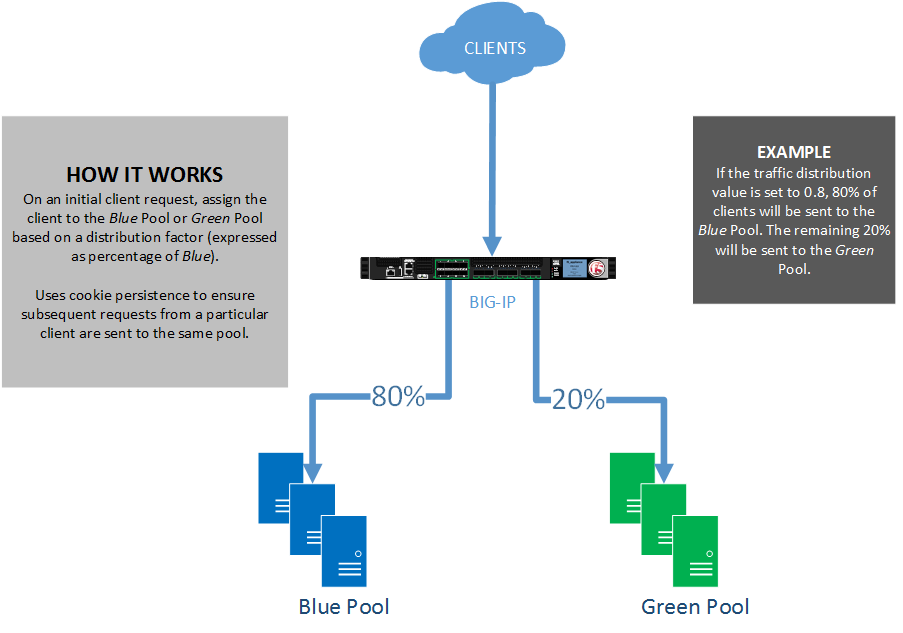 CLIENTS
HOW IT WORKS
On an initial client request, assign the
client to the Blue Pool or Green Pool
based on a distribution factor (expressed
as percentage of Blue).
Uses cookie persistence to ensure
subsequent requests from a particular
client are sent to the same pool.
EXAMPLE
If the traffic distribution
value is set to 0.8, 80% of
clients will be sent to the
Blue Pool. The remaining 20%
will be sent to the Green
Pool.
BIG-IP
80%
20%
Blue Pool
Green Pool